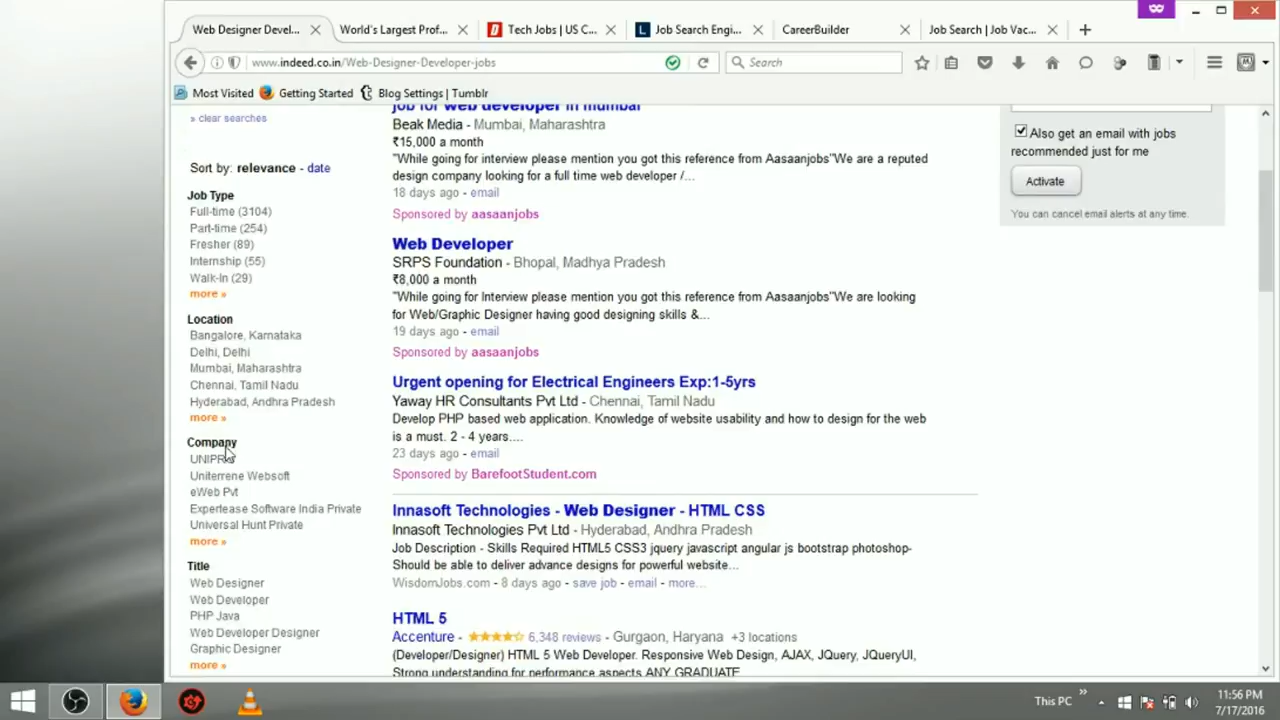 Web Designer Devel...
World's Largest Prof...
Tech Jobs | US C...
Job Search Engi...
CareerBuilder
Job Search | Job Vac...
www.indeed.co.in/Web-Designer-Developer-jobs
Search
Most Visited
Getting Started
Blog Settings | Tumblr
» clear searches
Sort by: relevance - date
Job Type
Full-time (3104)
Part-time (254)
Fresher (89)
Internship (55)
Walk-In (29)
more »
Location
Bangalore, Karnataka
Delhi, Delhi
Mumbai, Maharashtra
Chennai, Tamil Nadu
Hyderabad, Andhra Pradesh
more »
Company
Uniterrene Websoft
eWeb Pvt
Expertease Software India Private
Universal Hunt Private
more »
Title
Web Designer
Web Developer
PHP Java
Web Developer Designer
Graphic Designer
more »
job for web developer in mumbai
Beak Media - Mumbai, Maharashtra
₹15,000 a month
"While going for interview please mention you got this reference from Aasaanjobs"We are a reputed
design company looking for a full time web developer /...
18 days ago - email
Sponsored by aasaanjobs
Web Developer
SRPS Foundation - Bhopal, Madhya Pradesh
₹8,000 a month
"While going for Interview please mention you got this reference from Aasaanjobs"We are looking
for Web/Graphic Designer having good designing skills &...
19 days ago - email
Sponsored by aasaanjobs
Urgent opening for Electrical Engineers Exp:1-5yrs
Yaway HR Consultants Pvt Ltd - Chennai, Tamil Nadu
Develop PHP based web application. Knowledge of website usability and how to design for the web
is a must. 2 - 4 years....
23 days ago - email
Sponsored by BarefootStudent.com
Innasoft Technologies - Web Designer - HTML CSS
Innasoft Technologies Pvt Ltd - Hyderabad, Andhra Pradesh
Job Description - Skills Required HTML5 CSS3 jquery javascript angular js bootstrap photoshop-
Should be able to deliver advance designs for powerful website...
WisdomJobs.com - 8 days ago - save job - email - more...
HTML 5
Accenture - 6,348 reviews - Gurgaon, Haryana +3 locations
(Developer/Designer) HTML 5 Web Developer. Responsive Web Design, AJAX, JQuery, JQueryUI,
Strong understanding for performance aspects ANY GRADUATE
Also get an email with jobs
recommended just for me
Activate
You can cancel email alerts at any time.
This PC
11:56 PM
7/17/2016